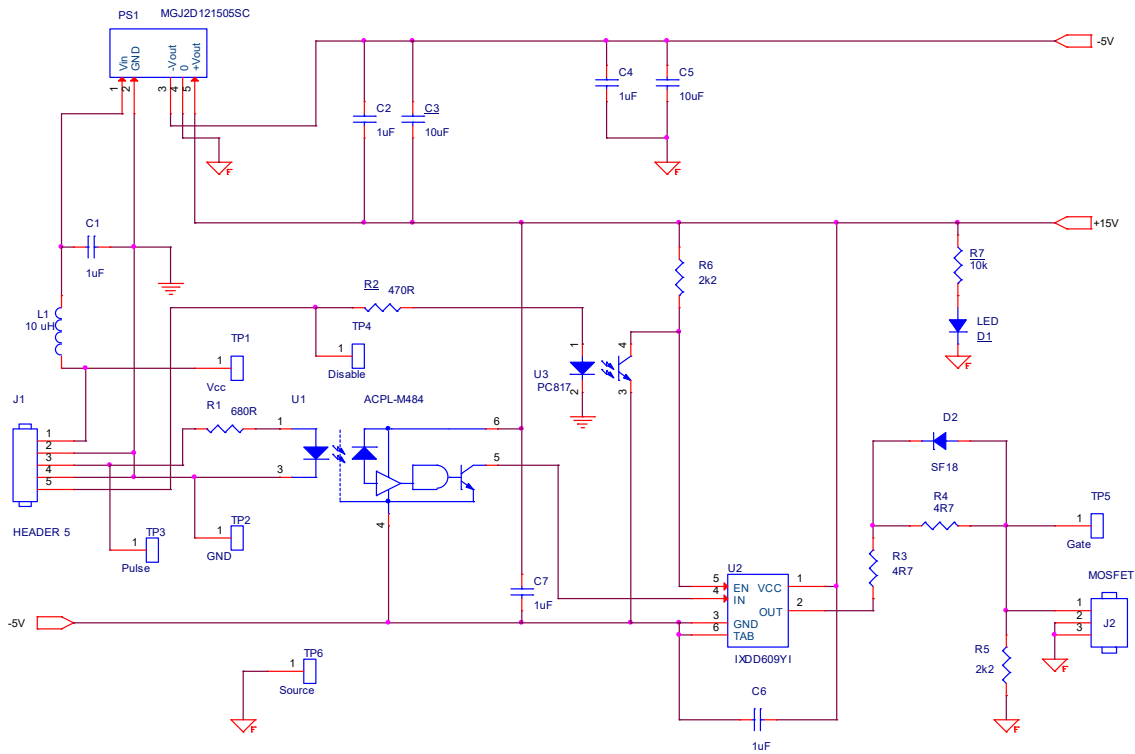 PS1 MGJ2D121505SC
Vin
GND
-Vout
0
+Vout
1
2
3
4
5
-5V
C2
1uF
C3
10uF
C4
1uF
C5
10uF
F
F
C1
1uF
+15V
R6
2k2
R7
10k
LED
D1
F
L1
10 uH
R2
470R
TP4
1
Disable
TP1
1
Vcc
1
2
U3
PC817
4
3
J1
1
2
3
4
5
HEADER 5
R1
680R
U1
ACPL-M484
1
3
6
5
4
TP3
1
Pulse
TP2
1
GND
D2
SF18
R4
4R7
R3
4R7
TP5
1
Gate
MOSFET
1
2
3
J2
F
R5
2k2
F
C7
1uF
U2
5
4
3
6
EN
IN
GND
TAB
VCC
OUT
1
2
IXDD609YI
-5V
TP6
1
Source
F
C6
1uF